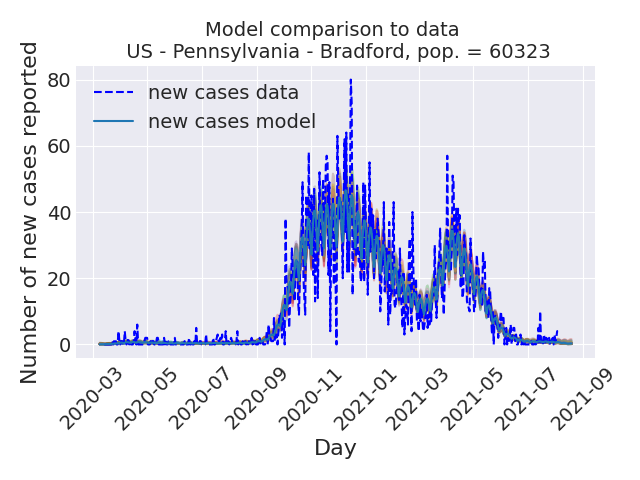 Model comparison to data
US - Pennsylvania - Bradford, pop. = 60323
Number of new cases reported
80
60
40
20
0
new cases data
new cases model
2020-03
2020-05
2020-07
2020-09
2020-11
2021-01
2021-03
2021-05
2021-07
2021-09
Day